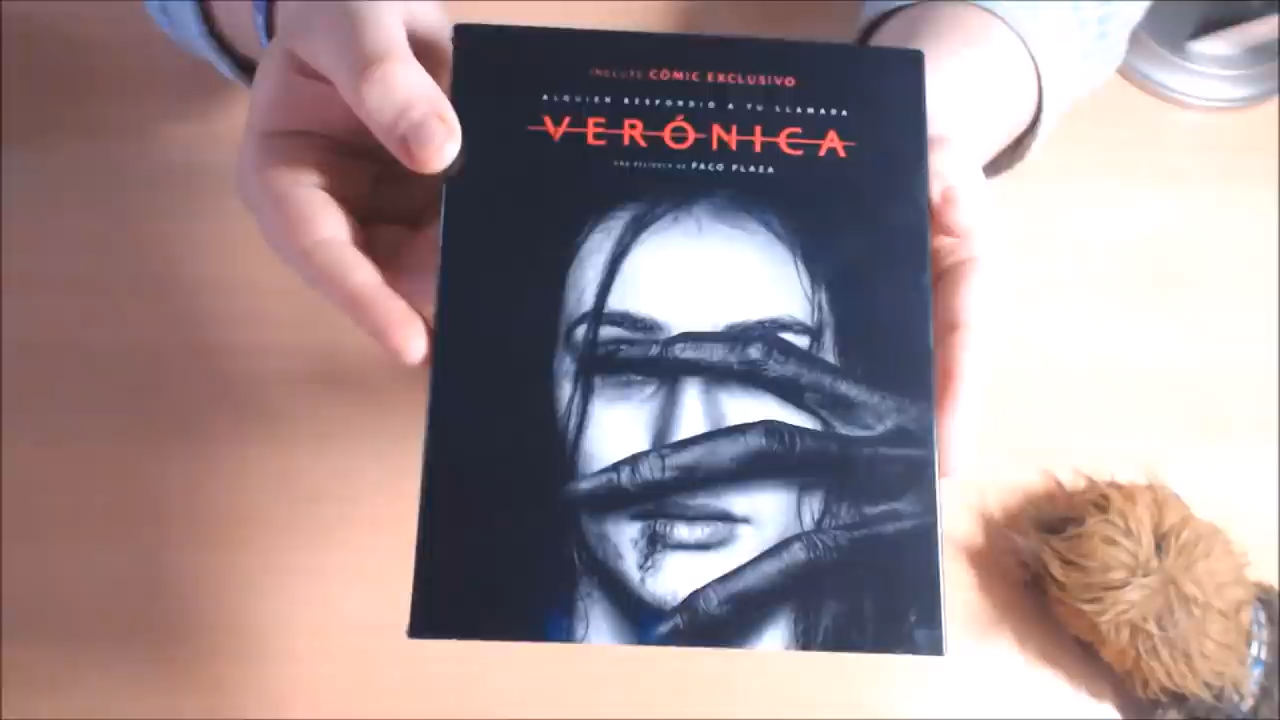 INCLUYE CÓMIC EXCLUSIVO
ALGUIEN RESPONDIÓ A TU LLAMADA
VERÓNICA
UNA PELÍCULA DE PACO PLAZA